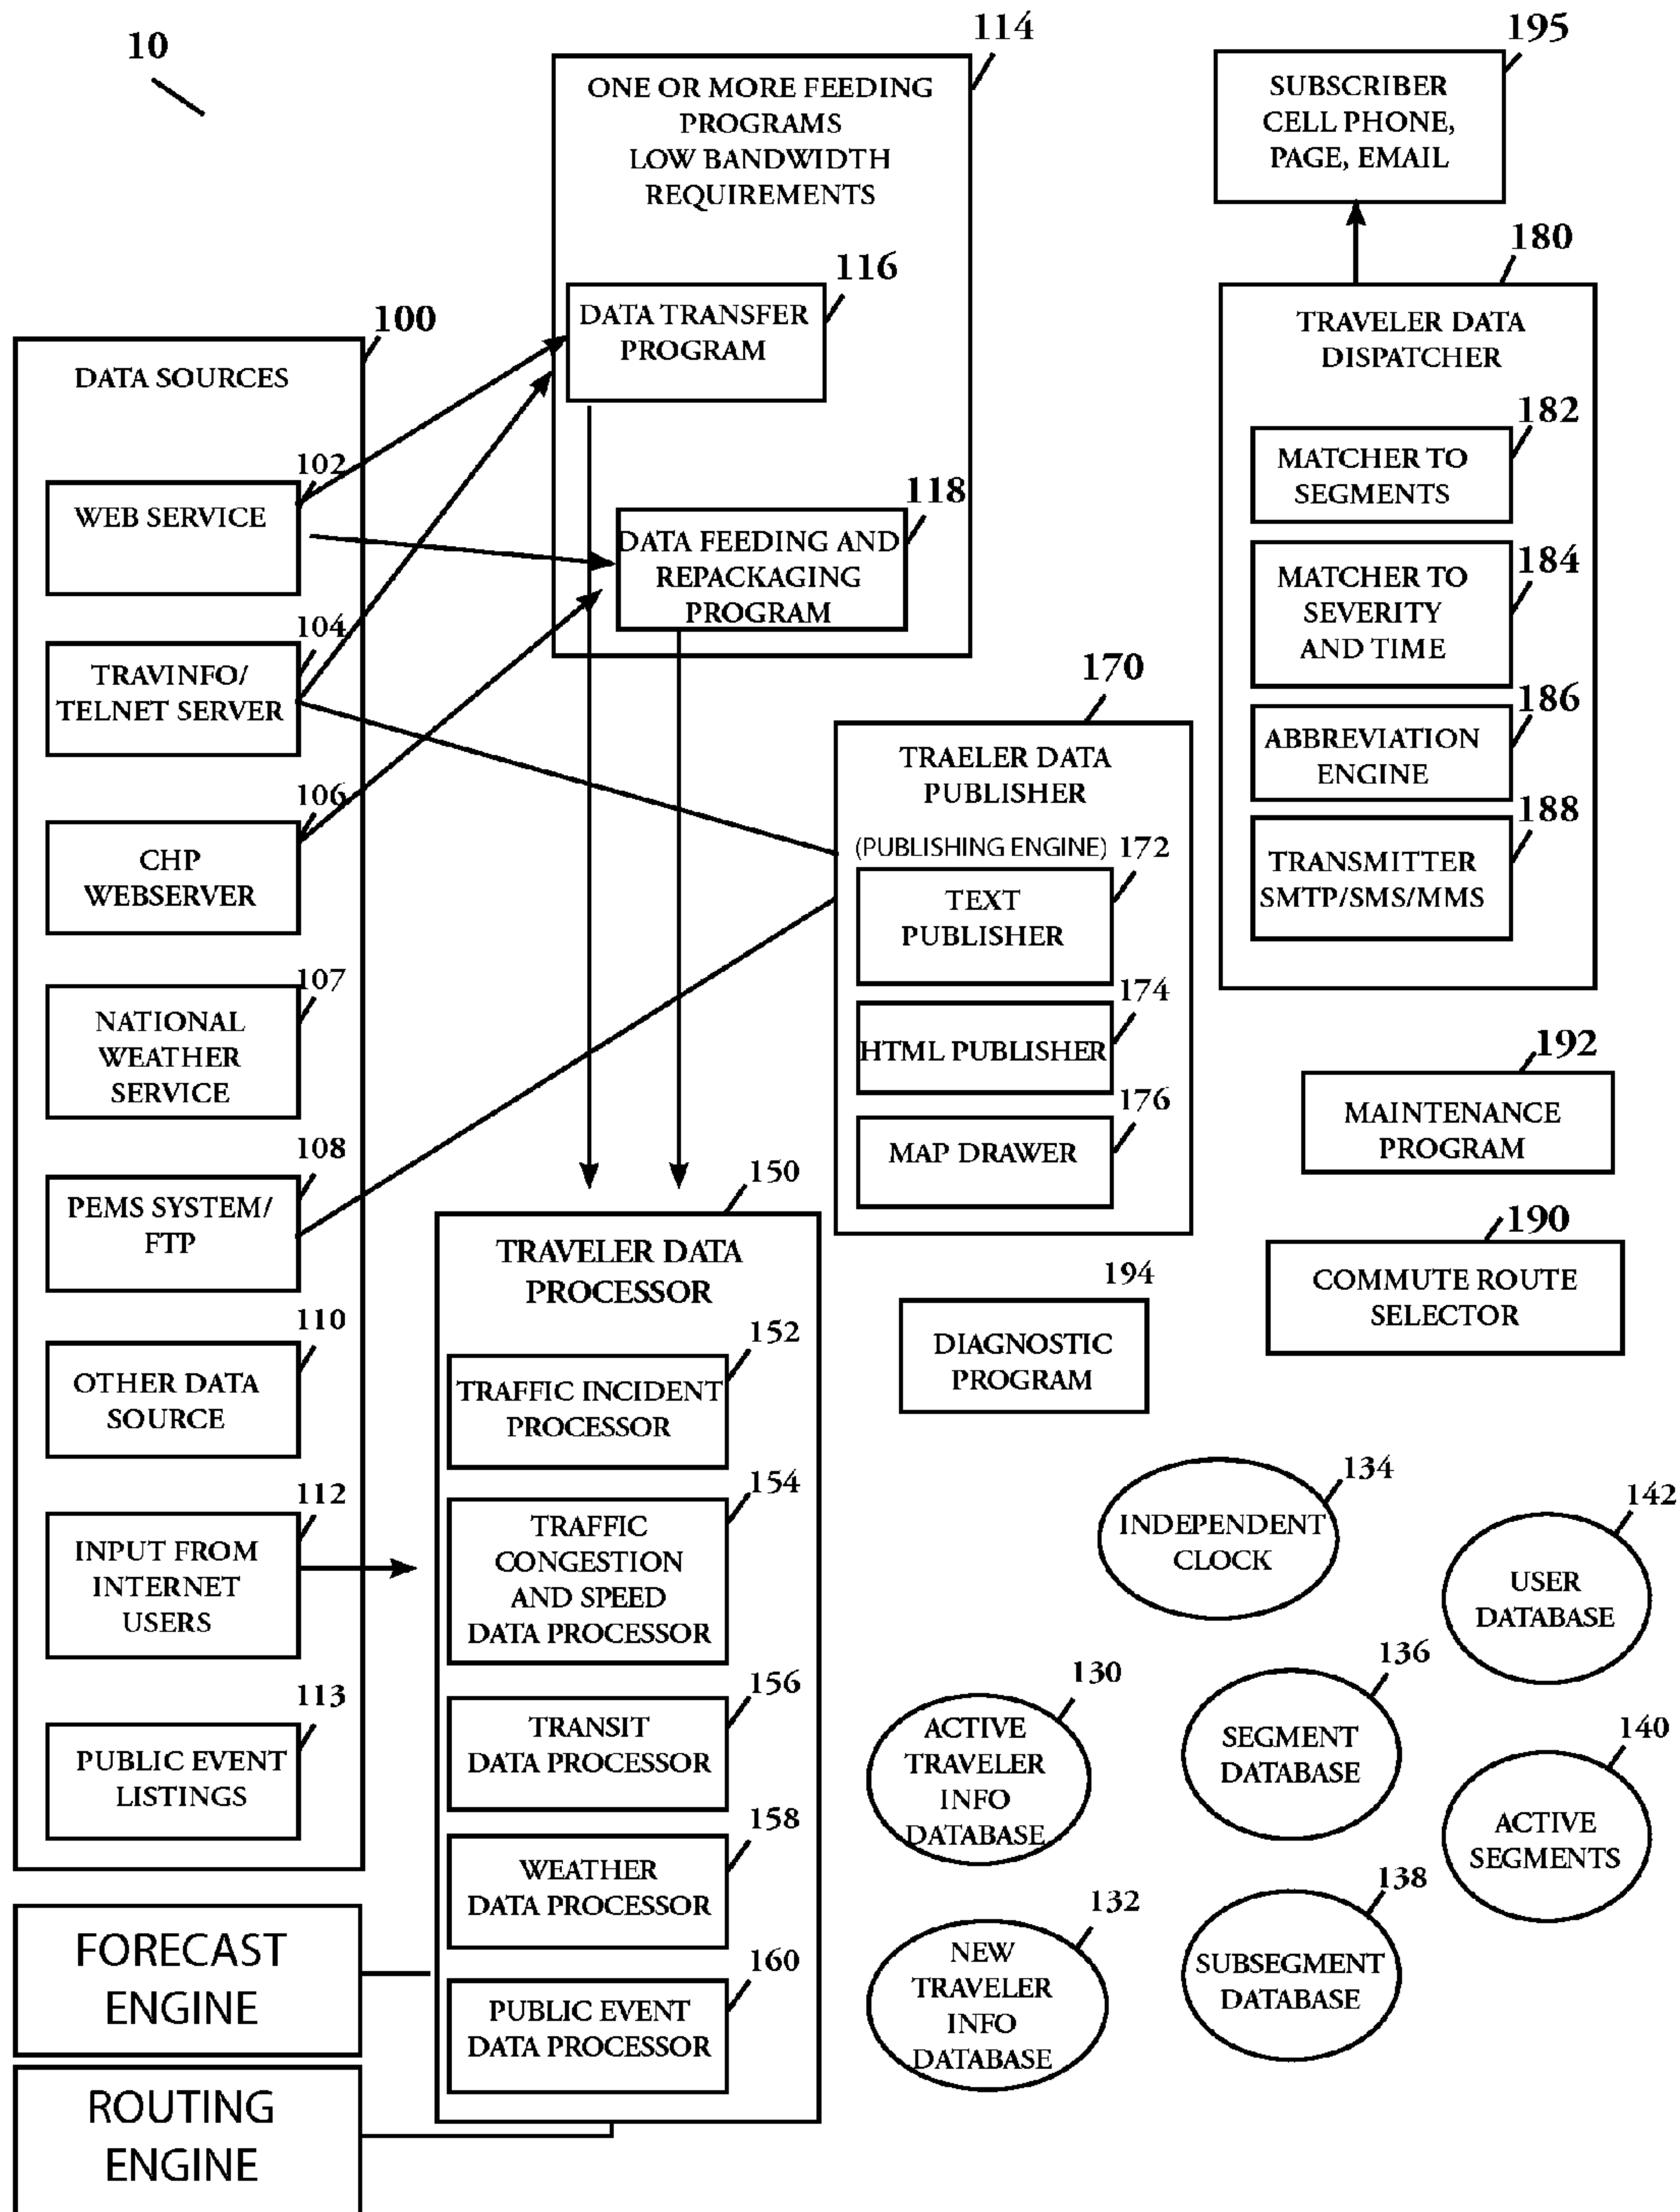 10
114
ONE OR MORE FEEDING
PROGRAMS
LOW BANDWIDTH
REQUIREMENTS
116
DATA TRANSFER
PROGRAM
118
DATA FEEDING AND
REPACKAGING
PROGRAM
195
SUBSCRIBER
CELL PHONE,
PAGE, EMAIL
180
TRAVELER DATA
DISPATCHER
182
MATCHER TO
SEGMENTS
184
MATCHER TO
SEVERITY
AND TIME
186
ABBREVIATION
ENGINE
188
TRANSMITTER
SMTP/SMS/MMS
100
DATA SOURCES
102
WEB SERVICE
104
TRAVINFO/
TELNET SERVER
106
CHP
WEBSERVER
107
NATIONAL
WEATHER
SERVICE
108
PEMS SYSTEM/
FTP
110
OTHER DATA
SOURCE
112
INPUT FROM
INTERNET
USERS
113
PUBLIC EVENT
LISTINGS
170
TRAELER DATA
PUBLISHER
(PUBLISHING ENGINE) 172
TEXT
PUBLISHER
174
HTML PUBLISHER
176
MAP DRAWER
192
MAINTENANCE
PROGRAM
190
COMMUTE ROUTE
SELECTOR
194
DIAGNOSTIC
PROGRAM
150
TRAVELER DATA
PROCESSOR
152
TRAFFIC INCIDENT
PROCESSOR
154
TRAFFIC
CONGESTION
AND SPEED
DATA PROCESSOR
156
TRANSIT
DATA PROCESSOR
158
WEATHER
DATA PROCESSOR
160
PUBLIC EVENT
DATA PROCESSOR
134
INDEPENDENT
CLOCK
142
USER
DATABASE
130
ACTIVE
TRAVELER
INFO
DATABASE
136
SEGMENT
DATABASE
140
ACTIVE
SEGMENTS
132
NEW
TRAVELER
INFO
DATABASE
138
SUBSEGMENT
DATABASE
FORECAST
ENGINE
ROUTING
ENGINE